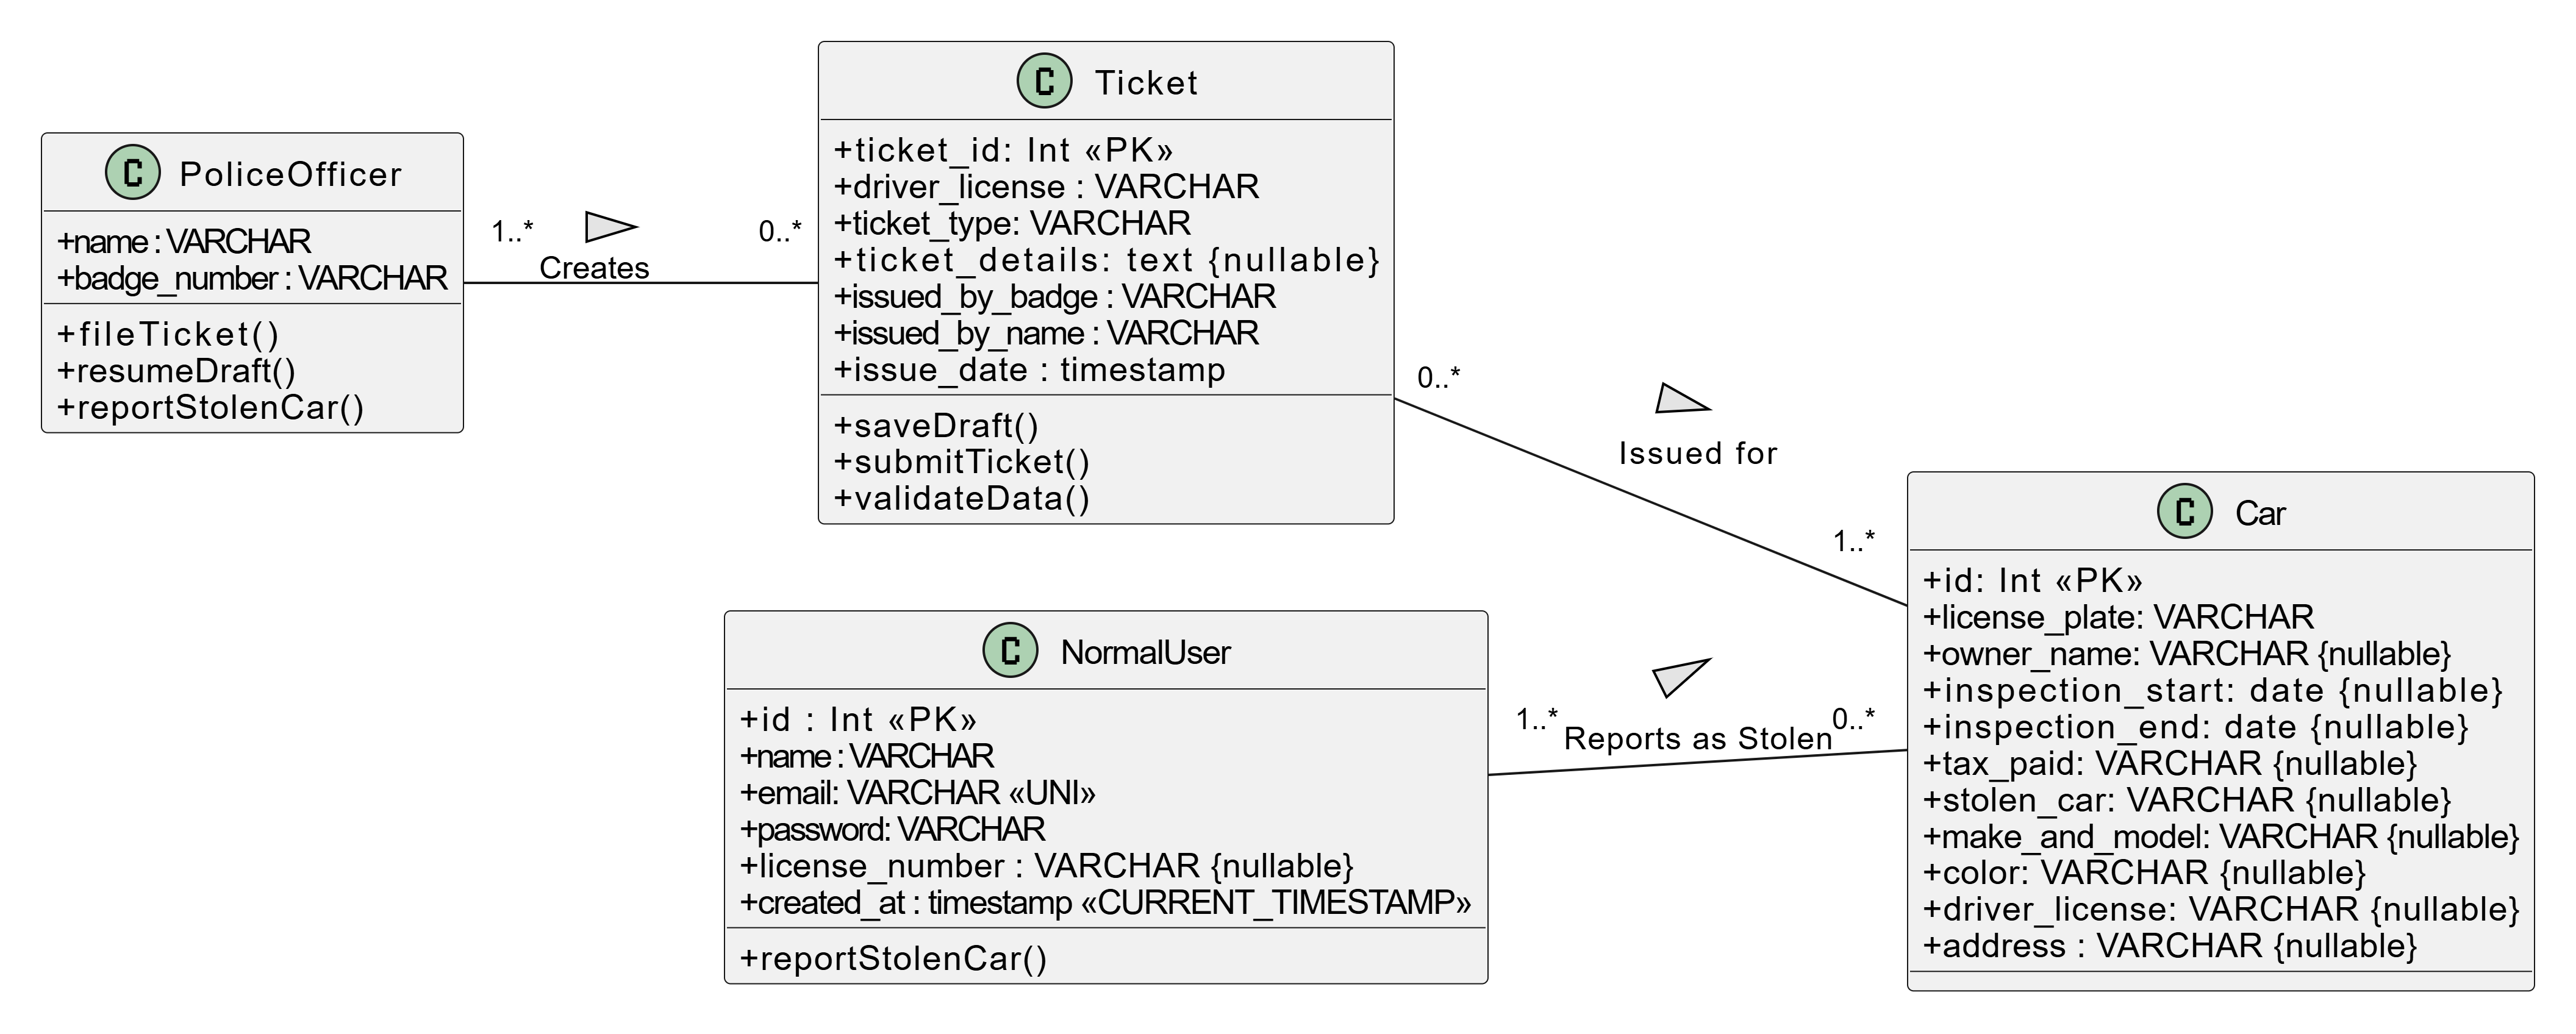 C PoliceOfficer
+name : VARCHAR
+badge_number : VARCHAR
+fileTicket()
+resumeDraft()
+reportStolenCar()
1..*
Creates
0..*
C Ticket
+ticket_id: Int «PK»
+driver_license : VARCHAR
+ticket_type: VARCHAR
+ticket_details: text {nullable}
+issued_by_badge : VARCHAR
+issued_by_name : VARCHAR
+issue_date : timestamp
+saveDraft()
+submitTicket()
+validateData()
0..*
Issued for
1..*
C NormalUser
+id : Int «PK»
+name : VARCHAR
+email: VARCHAR «UNI»
+password: VARCHAR
+license_number : VARCHAR {nullable}
+created_at : timestamp «CURRENT_TIMESTAMP»
+reportStolenCar()
1..*
Reports as Stolen
0..*
C Car
+id: Int «PK»
+license_plate: VARCHAR
+owner_name: VARCHAR {nullable}
+inspection_start: date {nullable}
+inspection_end: date {nullable}
+tax_paid: VARCHAR {nullable}
+stolen_car: VARCHAR {nullable}
+make_and_model: VARCHAR {nullable}
+color: VARCHAR {nullable}
+driver_license: VARCHAR {nullable}
+address : VARCHAR {nullable}